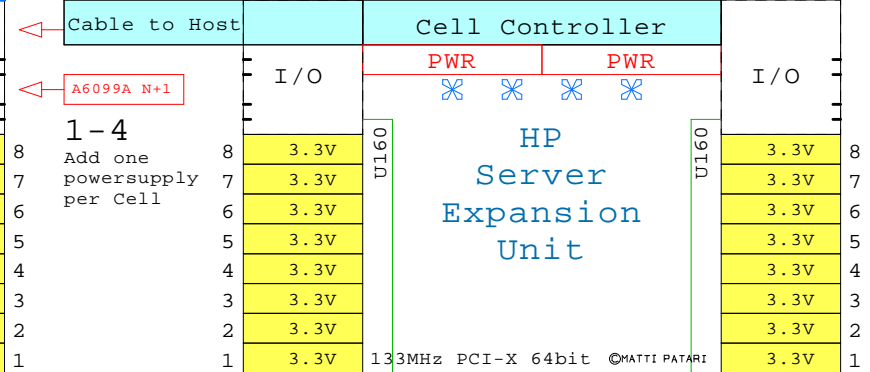 Cable to Host
Cell Controller
PWR PWR
I/O I/O
A6099A N+1
1-4
Add one
powersupply
per Cell
U160 U160
HP
Server
Expansion
Unit
8 8 3.3V 3.3V 8
7 7 3.3V 3.3V 7
6 6 3.3V 3.3V 6
5 5 3.3V 3.3V 5
4 4 3.3V 3.3V 4
3 3 3.3V 3.3V 3
2 2 3.3V 3.3V 2
1 1 3.3V 3.3V 1
133MHz PCI-X 64bit ©MATTI PATARI